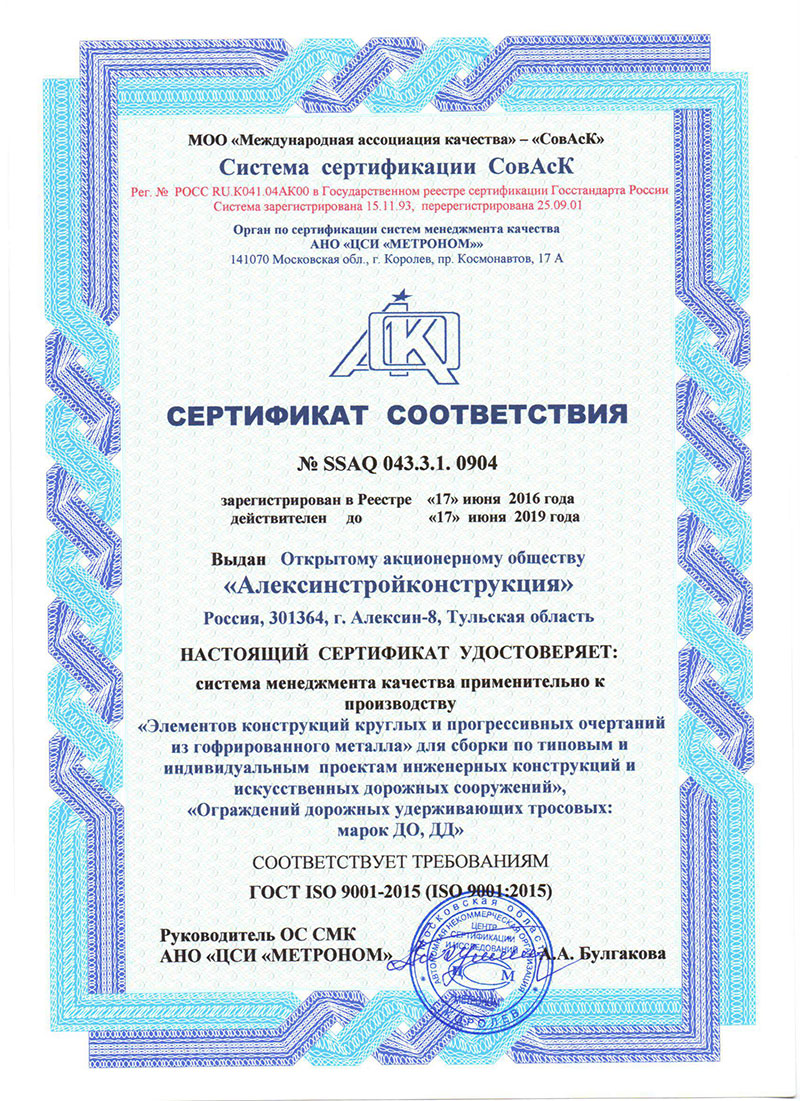 МОО «Международная ассоциация качества» – «СовАсК»
Система сертификации СовАсК
Рег. № РОСС RU.К041.04АК00 в Государственном реестре сертификации Госстандарта России
Система зарегистрирована 15.11.93, перерегистрирована 25.09.01
Орган по сертификации систем менеджмента качества
АНО «ЦСИ «МЕТРОНОМ»»
141070 Московская обл., г. Королев, пр. Космонавтов, 17 А
СЕРТИФИКАТ СООТВЕТСТВИЯ
№ SSAQ 043.3.1. 0904
зарегистрирован в Реестре «17» июня 2016 года
действителен до «17» июня 2019 года
Выдан Открытому акционерному обществу
«Алексинстройконструкция»
Россия, 301364, г. Алексин-8, Тульская область
НАСТОЯЩИЙ СЕРТИФИКАТ УДОСТОВЕРЯЕТ:
система менеджмента качества применительно к
производству
«Элементов конструкций круглых и прогрессивных очертаний
из гофрированного металла» для сборки по типовым и
индивидуальным проектам инженерных конструкций и
искусственных дорожных сооружений»,
«Ограждений дорожных удерживающих тросовых:
марок ДО, ДД»
СООТВЕТСТВУЕТ ТРЕБОВАНИЯМ
ГОСТ ISO 9001-2015 (ISO 9001:2015)
Руководитель ОС СМК
АНО «ЦСИ «МЕТРОНОМ» А.А. Булгакова
АВТОНОМНАЯ НЕКОММЕРЧЕСКАЯ ОРГАНИЗАЦИЯ
ЦЕНТР
СЕРТИФИКАЦИИ
И ИССЛЕДОВАНИЙ